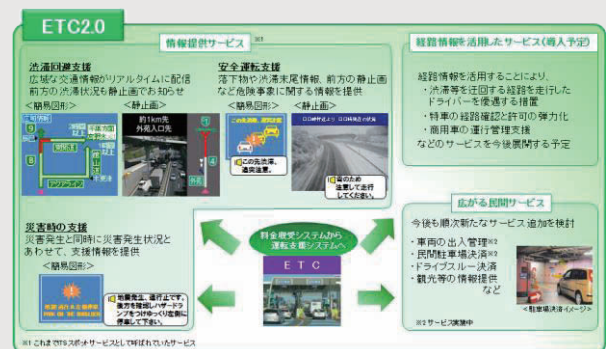 ETC2.0
情報提供サービス ※1
渋滞回避支援
広域な交通情報がリアルタイムに配信
前方の渋滞状況も静止画でお知らせ
<簡易図形> <静止画>
約1km先
外苑入口先
安全運転支援
落下物や渋滞末尾情報、前方の静止画
など危険事象に関する情報を提供
<簡易図形> <静止画>
この先渋滞、
追突注意。
雪のため
注意して走行
してください。
災害時の支援
災害発生と同時に災害発生状況と
あわせて、支援情報を提供
<簡易図形>
地震発生、通行止です。
後方を確認しハザードラ
ンプをつけゆっくり左側に
停車して下さい。
料金収受システムから
運転支援システムへ
ETC
経路情報を活用したサービス(導入予定)
経路情報を活用することにより、
・渋滞等を迂回する経路を走行した
ドライバーを優遇する措置
・特車の経路確認と許可の弾力化
・商用車の運行管理支援
などのサービスを今後展開する予定
広がる民間サービス
今後も順次新たなサービス追加を検討
・車両の出入管理※2
・民間駐車場決済※2
・ドライブスルー決済
・観光等の情報提供
など
<駐車場決済イメージ>
※2 サービス実施中
※1 これまでITSスポットサービスとして呼ばれていたサービス